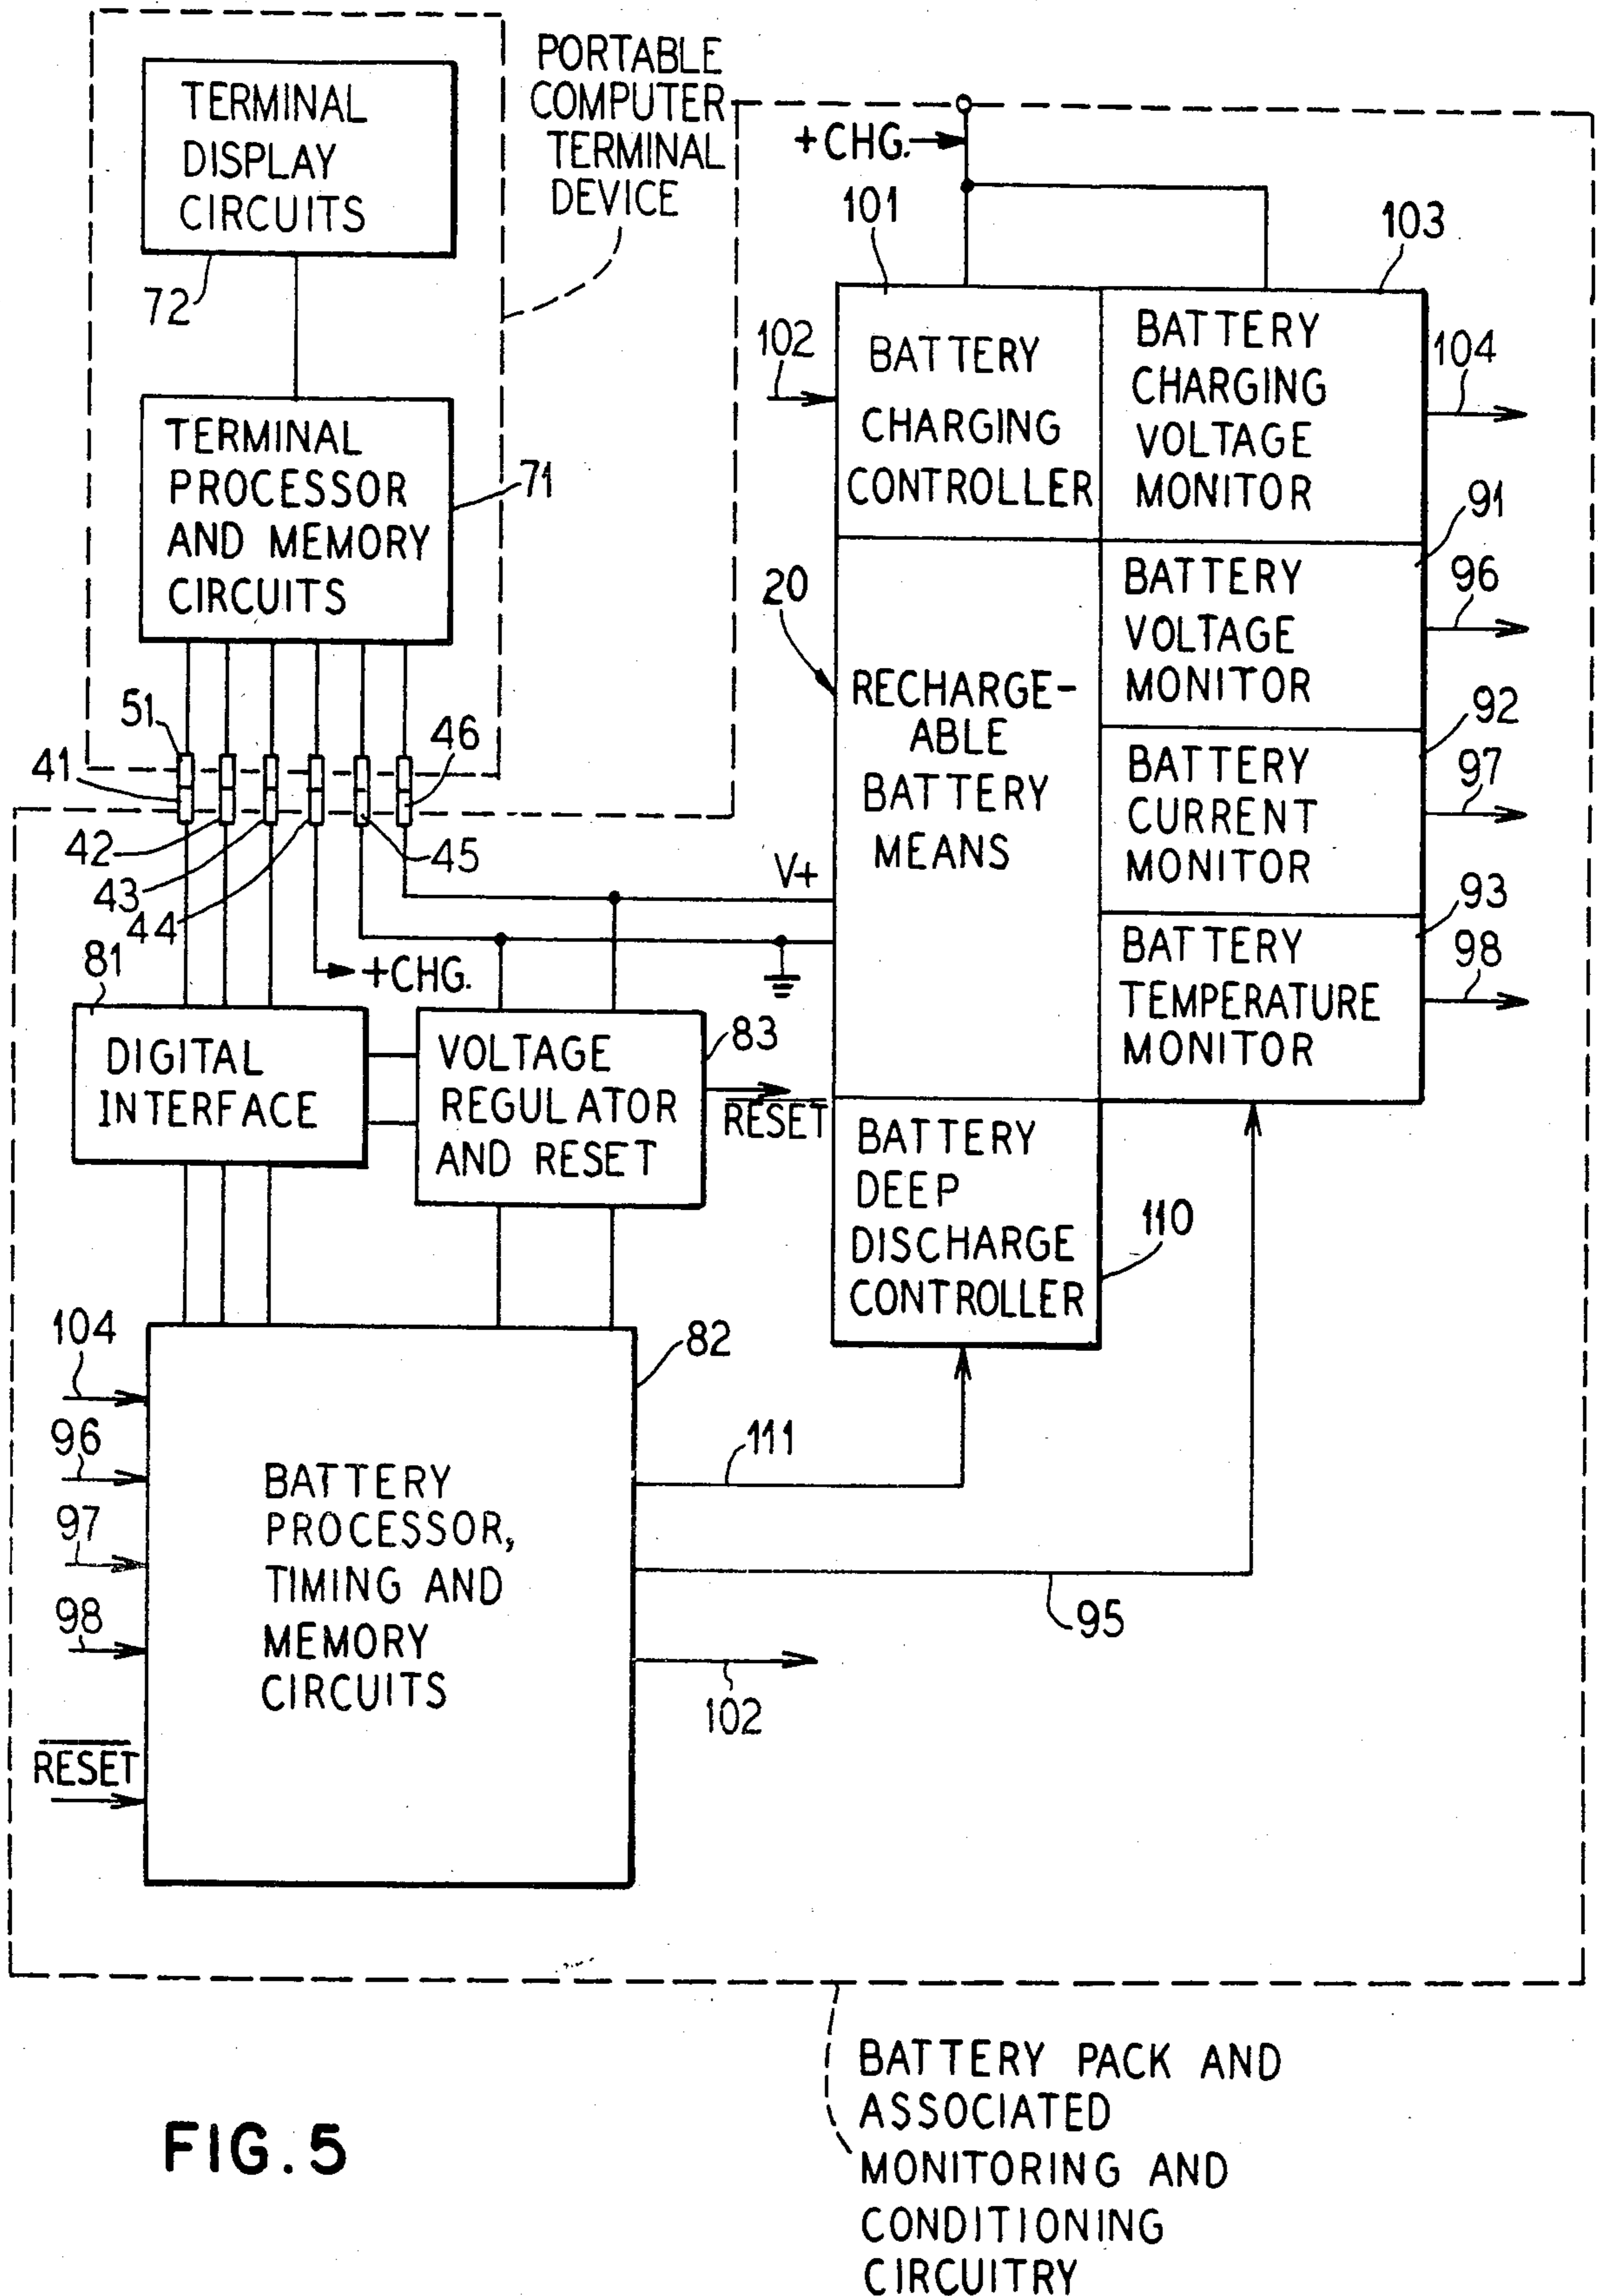 TERMINAL
DISPLAY
CIRCUITS
72
PORTABLE
COMPUTER
TERMINAL
DEVICE
TERMINAL
PROCESSOR
AND MEMORY
CIRCUITS
71
51
41
42
43
44
45
46
+CHG.
+CHG.
101
102
BATTERY
CHARGING
CONTROLLER
103
BATTERY
CHARGING
VOLTAGE
MONITOR
104
20
RECHARGE-
ABLE
BATTERY
MEANS
91
BATTERY
VOLTAGE
MONITOR
96
92
BATTERY
CURRENT
MONITOR
97
93
BATTERY
TEMPERATURE
MONITOR
98
V+
81
DIGITAL
INTERFACE
VOLTAGE
REGULATOR
AND RESET
83
RESET
BATTERY
DEEP
DISCHARGE
CONTROLLER
110
104
96
97
98
RESET
82
BATTERY
PROCESSOR,
TIMING AND
MEMORY
CIRCUITS
111
95
102
BATTERY PACK AND
ASSOCIATED
MONITORING AND
CONDITIONING
CIRCUITRY
FIG. 5